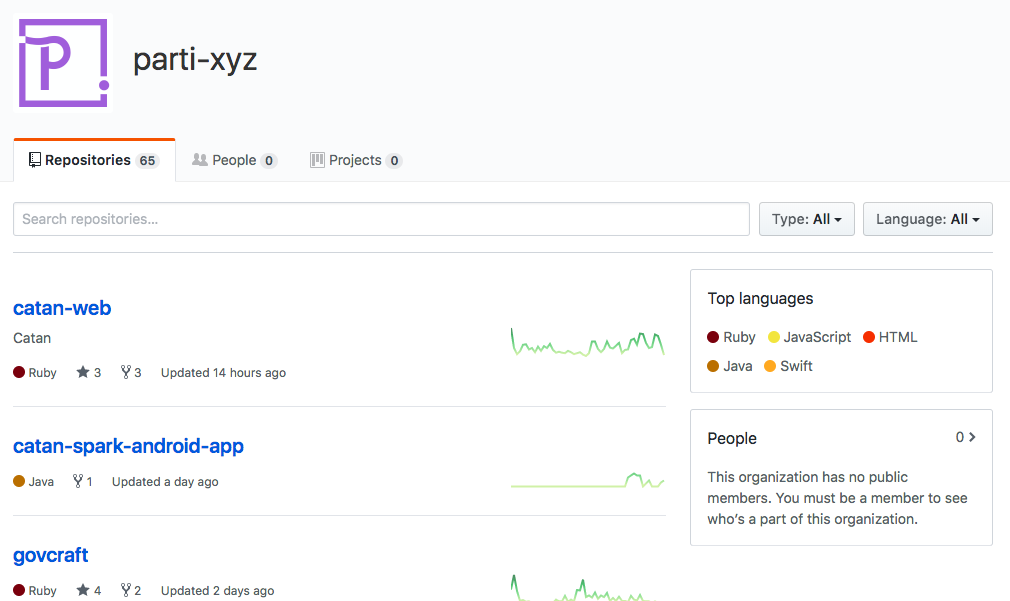 P
parti-xyz
Repositories 65 People 0 Projects 0
Search repositories... Type: All Language: All
catan-web
Catan
Ruby 3 3 Updated 14 hours ago
catan-spark-android-app
Java 1 Updated a day ago
govcraft
Ruby 4 2 Updated 2 days ago
Top languages
Ruby JavaScript HTML
Java Swift
People 0
This organization has no public
members. You must be a member to see
who's a part of this organization.